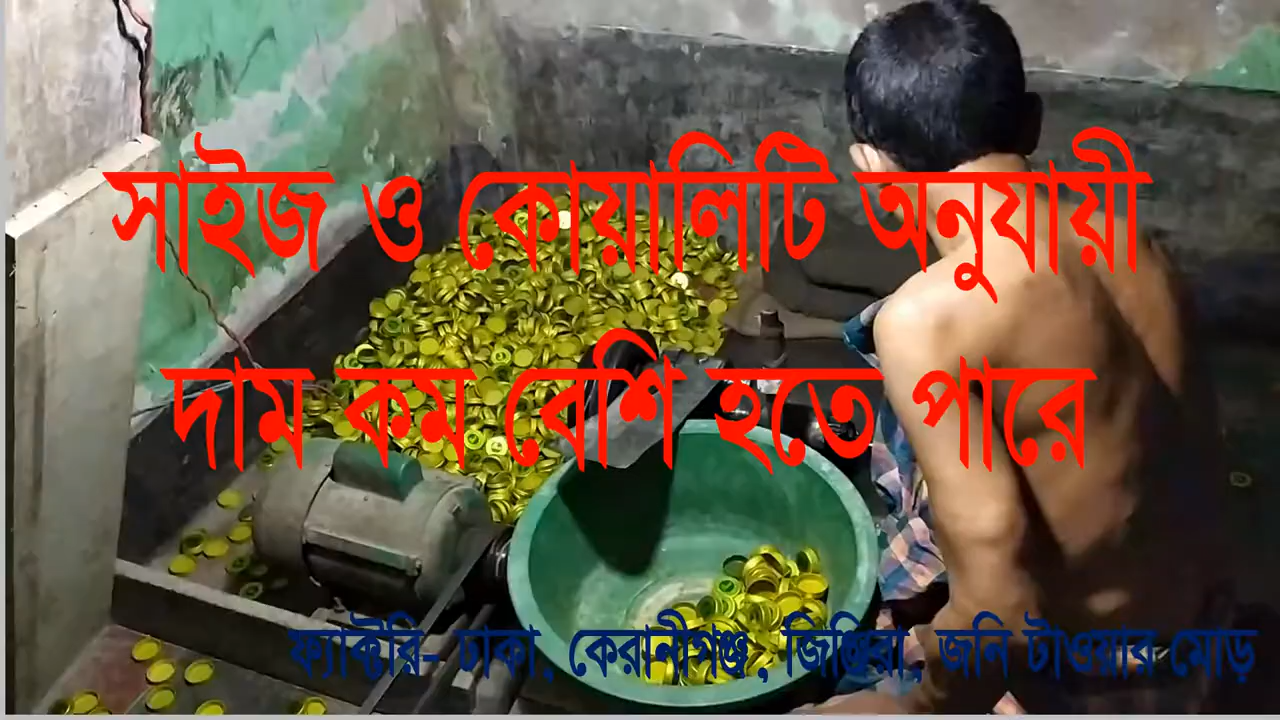 সাইজ ও কোয়ালিটি অনুযায়ী
দাম কম বেশি হতে পারে
ফ্যাক্টরি- ঢাকা, কেরানীগঞ্জ, জিঞ্জিরা, জনি টাওয়ার মোড়